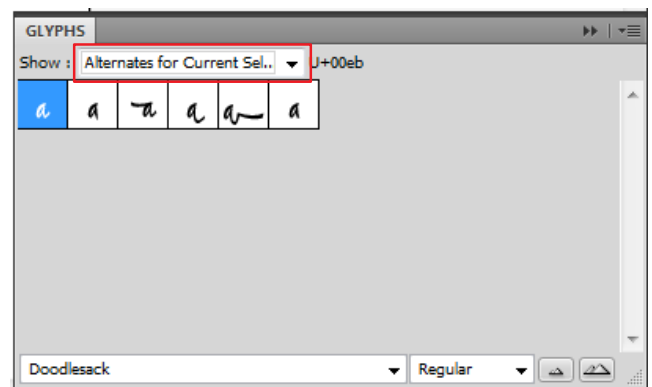 GLYPHS
Show : Alternates for Current Sel.. U+00eb
a a a a a a
Doodlesack Regular